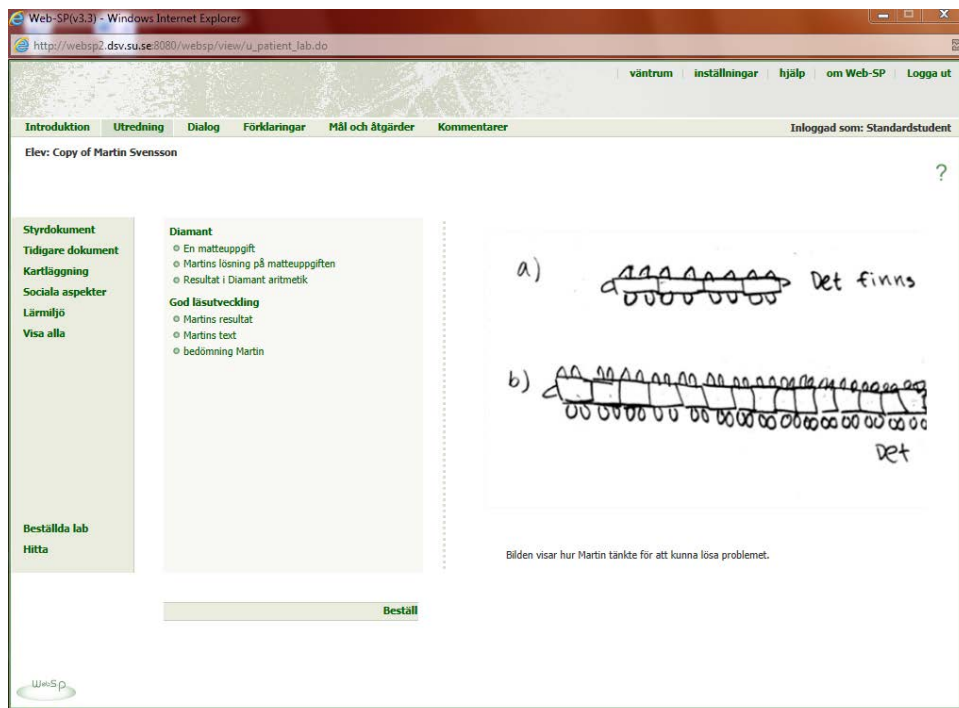 Web-SP(v3.3) - Windows Internet Explorer
http://websp2.dsv.su.se:8080/websp/view/u_patient_lab.do
väntrum | inställningar | hjälp | om Web-SP | Logga ut
Introduktion Utredning Dialog Förklaringar Mål och åtgärder Kommentarer Inloggad som: Standardstudent
Elev: Copy of Martin Svensson
?
Styrdokument
Tidigare dokument
Kartläggning
Sociala aspekter
Lärmiljö
Visa alla
Beställda lab
Hitta
Diamant
En matteuppgift
Martins lösning på matteuppgiften
Resultat i Diamant aritmetik
God läsutveckling
Martins resultat
Martins text
bedömning Martin
Beställ
a) Det finns
b)
Det
Bilden visar hur Martin tänkte för att kunna lösa problemet.
WebSp